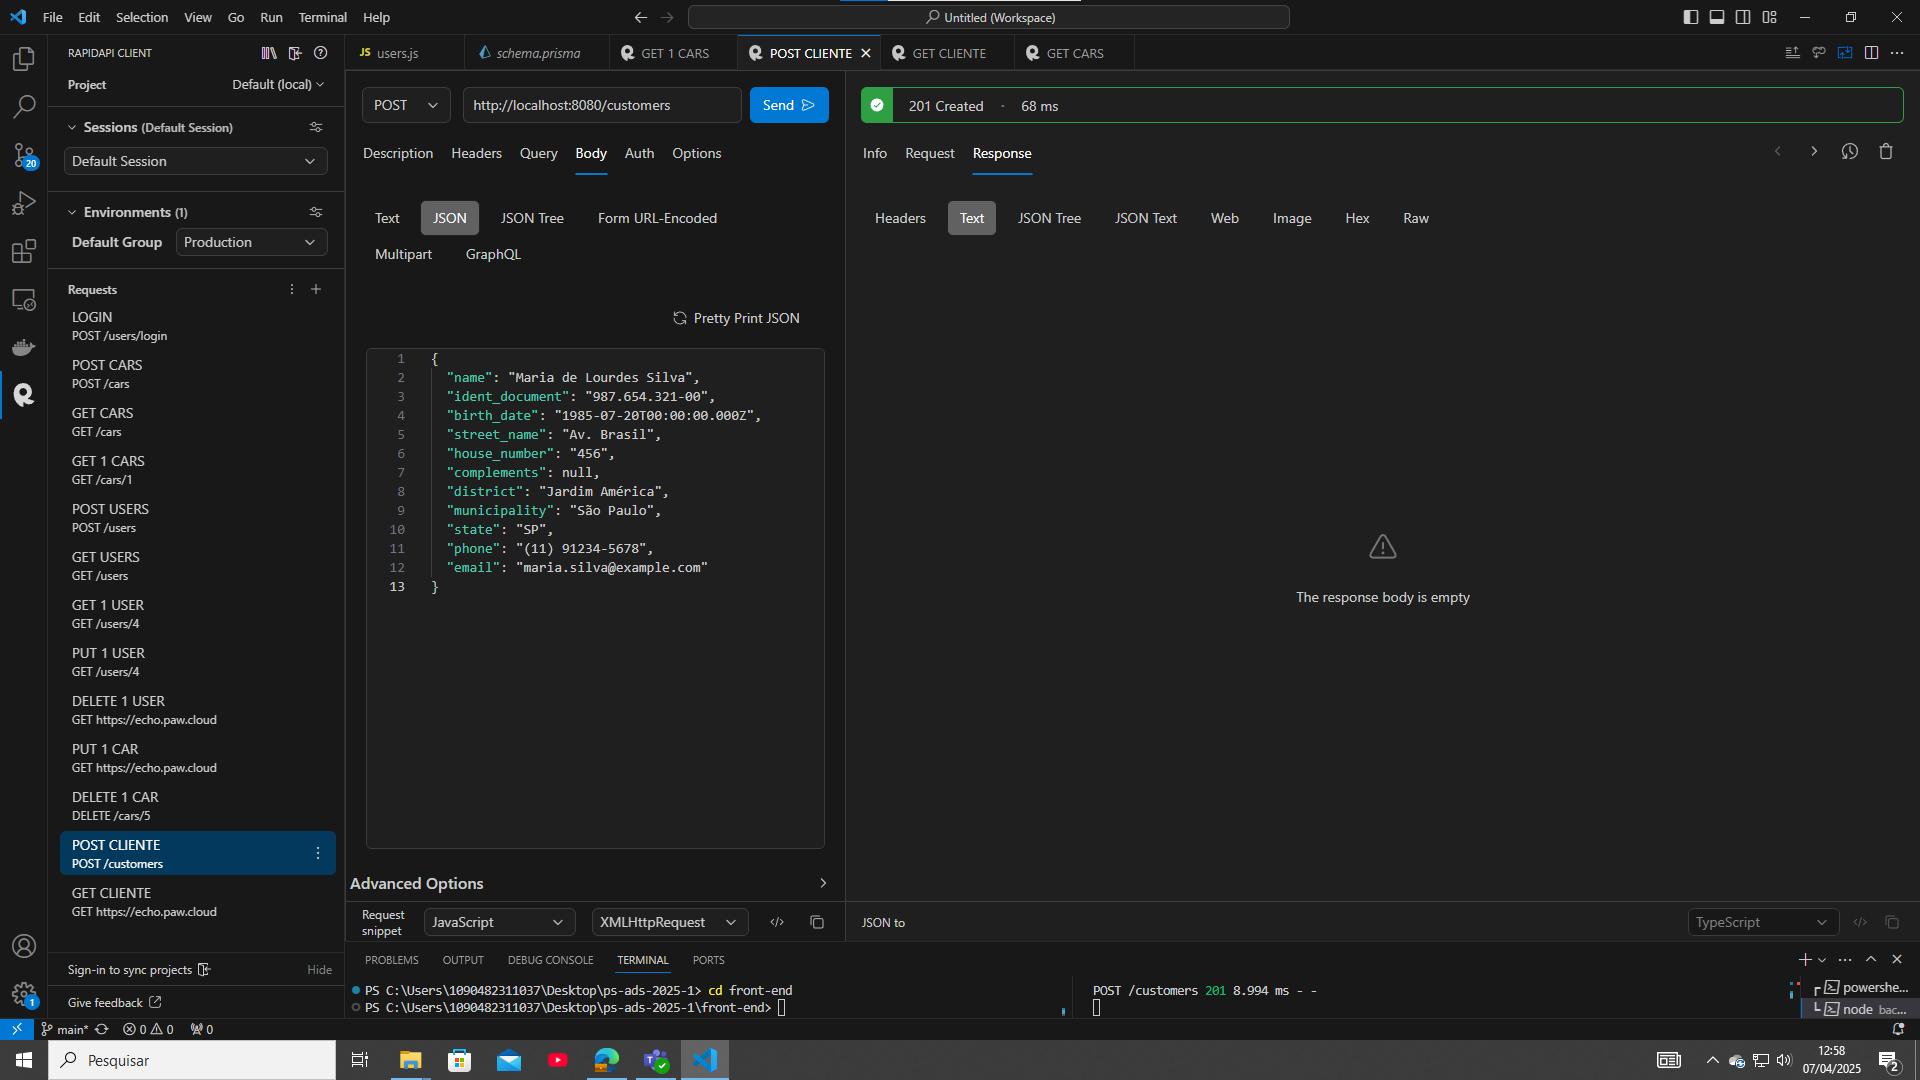 File Edit Selection View Go Run Terminal Help
Untitled (Workspace)
RAPIDAPI CLIENT
Project Default (local)
Sessions (Default Session)
Default Session
Environments (1)
Default Group Production
Requests
LOGIN
POST /users/login
POST CARS
POST /cars
GET CARS
GET /cars
GET 1 CARS
GET /cars/1
POST USERS
POST /users
GET USERS
GET /users
GET 1 USER
GET /users/4
PUT 1 USER
GET /users/4
DELETE 1 USER
GET https://echo.paw.cloud
PUT 1 CAR
GET https://echo.paw.cloud
DELETE 1 CAR
DELETE /cars/5
POST CLIENTE
POST /customers
GET CLIENTE
GET https://echo.paw.cloud
Sign-in to sync projects Hide
Give feedback
20
1
JS users.js schema.prisma GET 1 CARS POST CLIENTE GET CLIENTE GET CARS
POST http://localhost:8080/customers Send
Description Headers Query Body Auth Options
Text JSON JSON Tree Form URL-Encoded
Multipart GraphQL
Pretty Print JSON
1 {
2 "name": "Maria de Lourdes Silva",
3 "ident_document": "987.654.321-00",
4 "birth_date": "1985-07-20T00:00:00.000Z",
5 "street_name": "Av. Brasil",
6 "house_number": "456",
7 "complements": null,
8 "district": "Jardim América",
9 "municipality": "São Paulo",
10 "state": "SP",
11 "phone": "(11) 91234-5678",
12 "email": "maria.silva@example.com"
13 }
Advanced Options
Request snippet JavaScript XMLHttpRequest
201 Created · 68 ms
Info Request Response
Headers Text JSON Tree JSON Text Web Image Hex Raw
The response body is empty
JSON to TypeScript
PROBLEMS OUTPUT DEBUG CONSOLE TERMINAL PORTS
PS C:\Users\1090482311037\Desktop\ps-ads-2025-1> cd front-end
PS C:\Users\1090482311037\Desktop\ps-ads-2025-1\front-end>
POST /customers 201 8.994 ms - -
powershe...
node bac...
main* 0 0 0
Pesquisar
12:58
07/04/2025
2